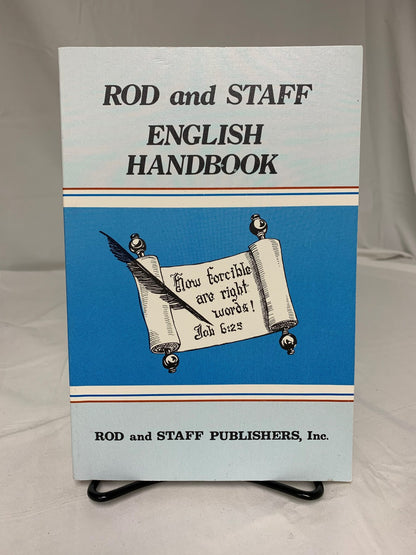 ROD and STAFF
ENGLISH
HANDBOOK
How forcible
are right
words!
Job 6:25
ROD and STAFF PUBLISHERS, Inc.